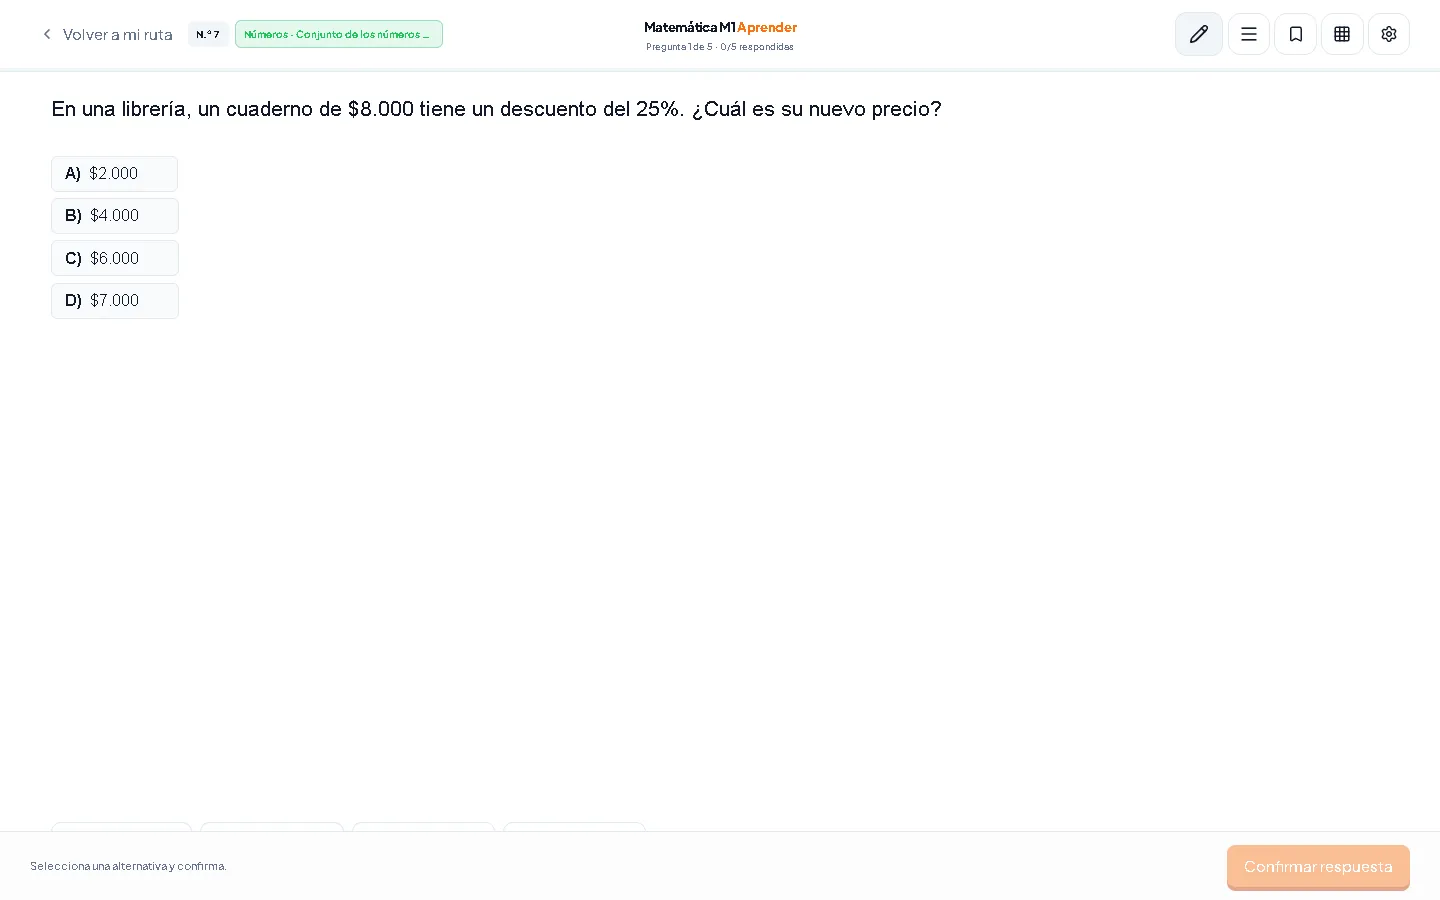 Volver a mi ruta
N.° 7
Números · Conjunto de los números ...
Matemática M1 Aprender
Pregunta 1 de 5 · 0/5 respondidas
En una librería, un cuaderno de $8.000 tiene un descuento del 25%. ¿Cuál es su nuevo precio?
A) $2.000
B) $4.000
C) $6.000
D) $7.000
Selecciona una alternativa y confirma.
Confirmar respuesta